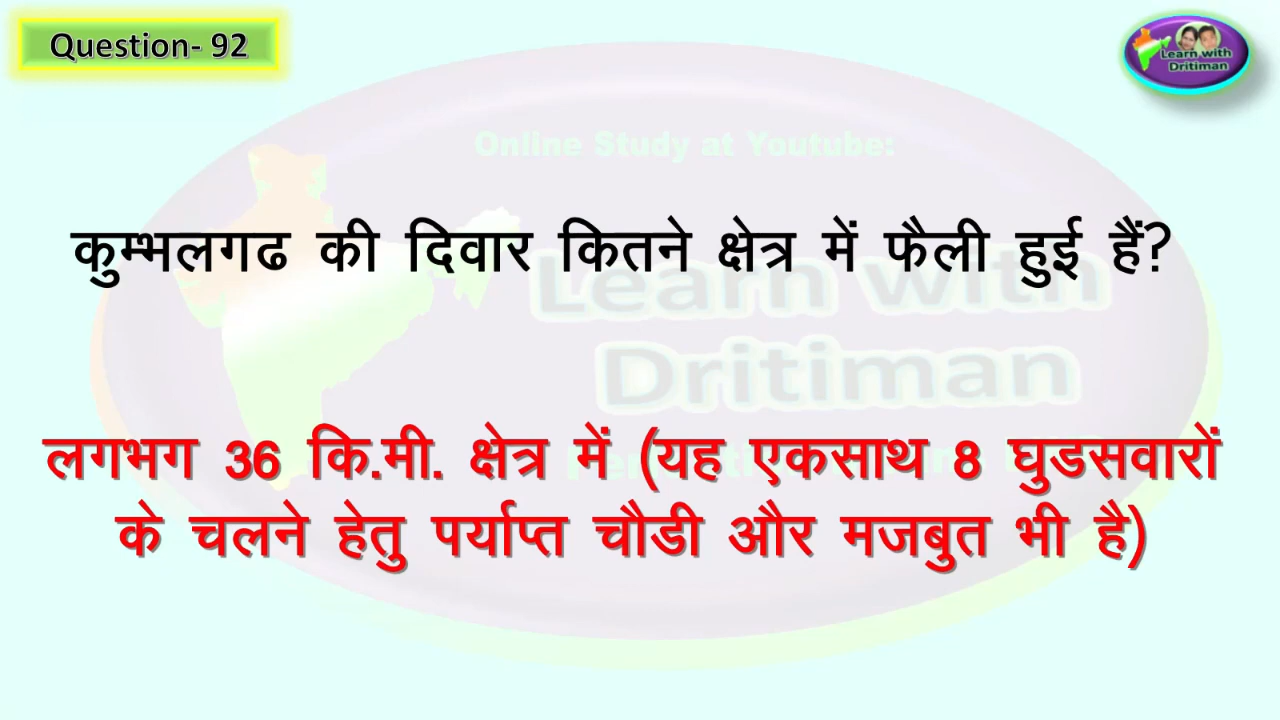 Question- 92
Learn with
Dritiman
Online Study at Youtube:
कुम्भलगढ की दिवार कितने क्षेत्र में फैली हुई हैं?
Learn with
Dritiman
लगभग 36 कि.मी. क्षेत्र में (यह एकसाथ 8 घुडसवारों
के चलने हेतु पर्याप्त चौडी और मजबुत भी है)